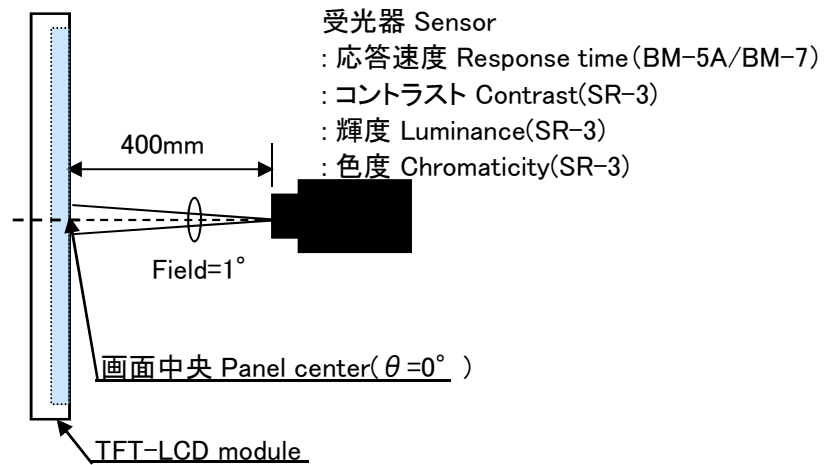 受光器 Sensor
: 応答速度 Response time(BM-5A/BM-7)
: コントラスト Contrast(SR-3)
: 輝度 Luminance(SR-3)
: 色度 Chromaticity(SR-3)
400mm
Field=1°
画面中央 Panel center(θ=0° )
TFT-LCD module